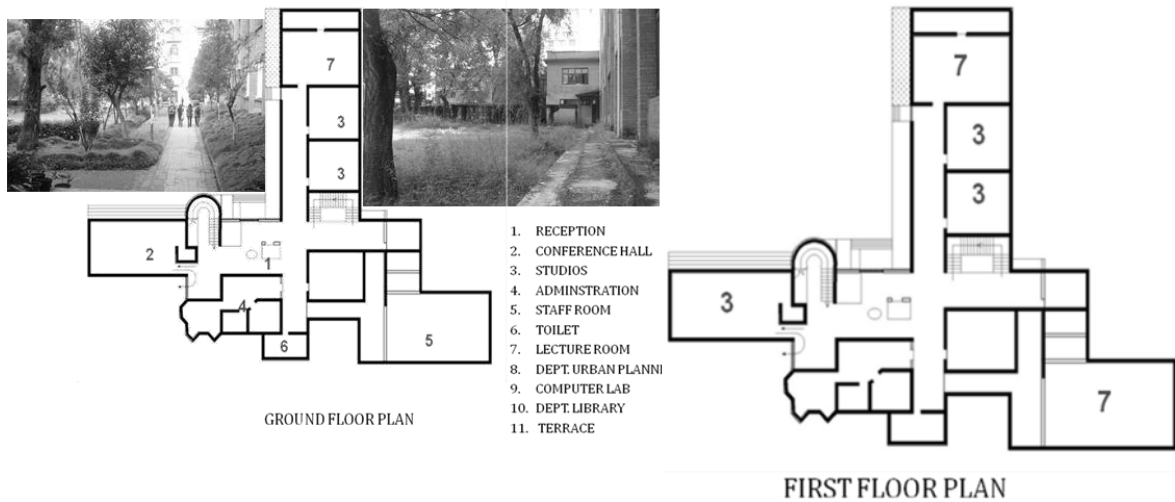 7
3
3
2
1
4
5
6
1. RECEPTION
2. CONFERENCE HALL
3. STUDIOS
4. ADMINSTRATION
5. STAFF ROOM
6. TOILET
7. LECTURE ROOM
8. DEPT. URBAN PLANNI
9. COMPUTER LAB
10. DEPT. LIBRARY
11. TERRACE
GROUND FLOOR PLAN
7
3
3
3
7
FIRST FLOOR PLAN